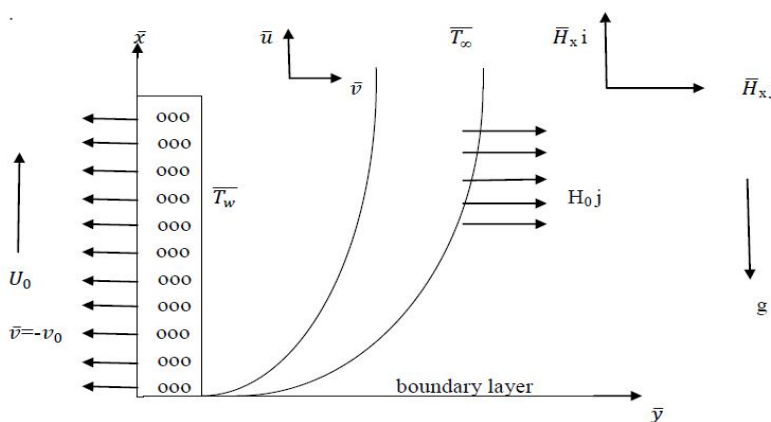 x̄
ū
T̄∞
H̄ₓ i
v̄
H̄ₓ.
ooo
ooo
ooo
ooo
T̄w
ooo
H₀ j
ooo
ooo
U₀
ooo
g
v̄=-v₀
ooo
ooo
ooo
boundary layer
ȳ